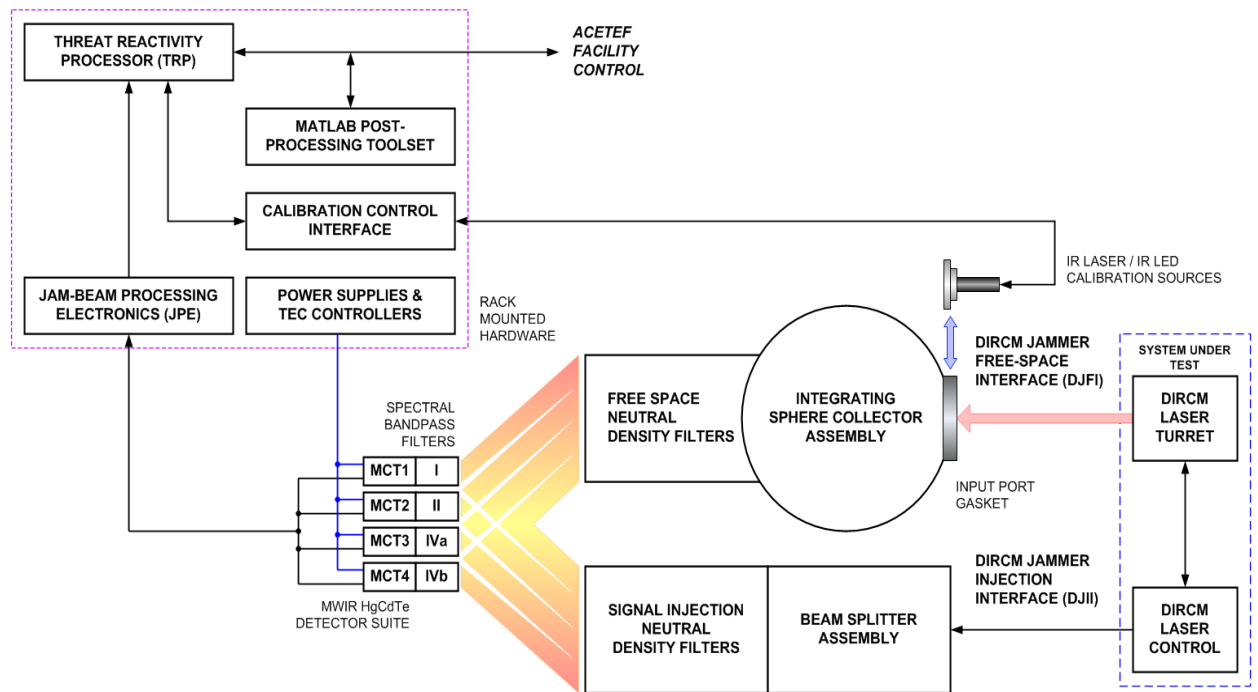 THREAT REACTIVITY
PROCESSOR (TRP)
ACETEF
FACILITY
CONTROL
MATLAB POST-
PROCESSING TOOLSET
CALIBRATION CONTROL
INTERFACE
JAM-BEAM PROCESSING
ELECTRONICS (JPE)
POWER SUPPLIES &
TEC CONTROLLERS
RACK
MOUNTED
HARDWARE
IR LASER / IR LED
CALIBRATION SOURCES
DIRCM JAMMER
FREE-SPACE
INTERFACE (DJFI)
SYSTEM UNDER
TEST
DIRCM
LASER
TURRET
FREE SPACE
NEUTRAL
DENSITY FILTERS
INTEGRATING
SPHERE COLLECTOR
ASSEMBLY
INPUT PORT
GASKET
SPECTRAL
BANDPASS
FILTERS
MCT1 I
MCT2 II
MCT3 IVa
MCT4 IVb
MWIR HgCdTe
DETECTOR SUITE
SIGNAL INJECTION
NEUTRAL
DENSITY FILTERS
BEAM SPLITTER
ASSEMBLY
DIRCM JAMMER
INJECTION
INTERFACE (DJII)
DIRCM
LASER
CONTROL